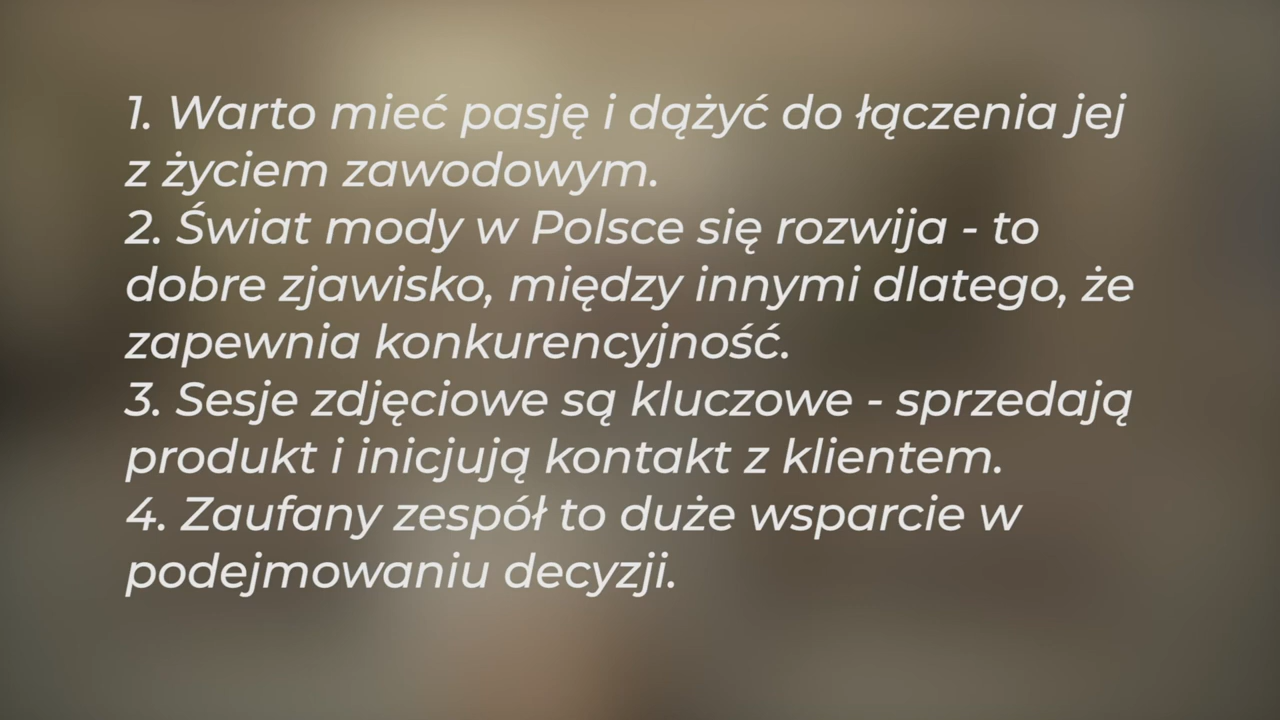 1. Warto mieć pasję i dążyć do łączenia jej
z życiem zawodowym.
2. Świat mody w Polsce się rozwija - to
dobre zjawisko, między innymi dlatego, że
zapewnia konkurencyjność.
3. Sesje zdjęciowe są kluczowe - sprzedają
produkt i inicjują kontakt z klientem.
4. Zaufany zespół to duże wsparcie w
podejmowaniu decyzji.